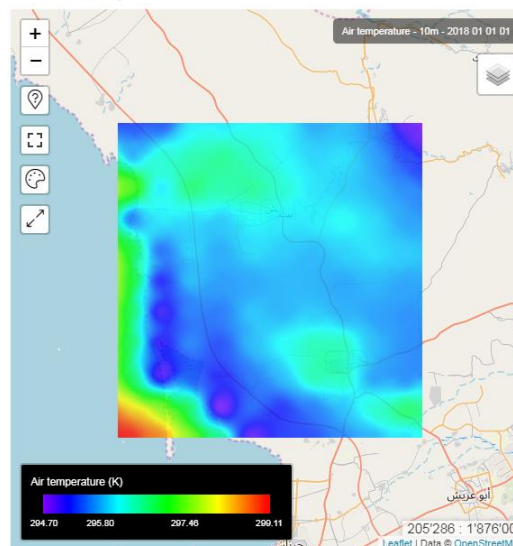 +
Air temperature - 10m - 2018 01 01 01
−
بيش
Air temperature (K)
294.70 295.80 297.46 299.11
أبو عريش
205'286 : 1'876'00
Leaflet | Data © OpenStreetM